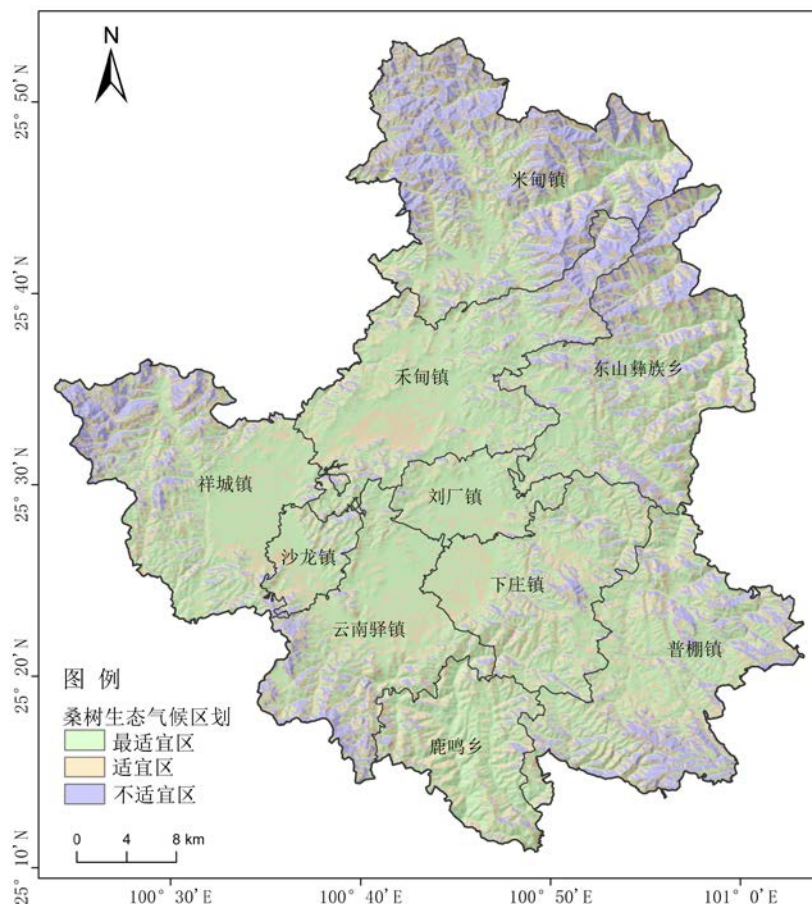 N
25° 50′ N
25° 40′ N
25° 30′ N
25° 20′ N
25° 10′ N
米甸镇
禾甸镇
东山彝族乡
祥城镇
刘厂镇
沙龙镇
下庄镇
云南驿镇
普棚镇
鹿鸣乡
图 例
桑树生态气候区划
最适宜区
适宜区
不适宜区
0 4 8 km
100° 30′ E
100° 40′ E
100° 50′ E
101° 0′ E